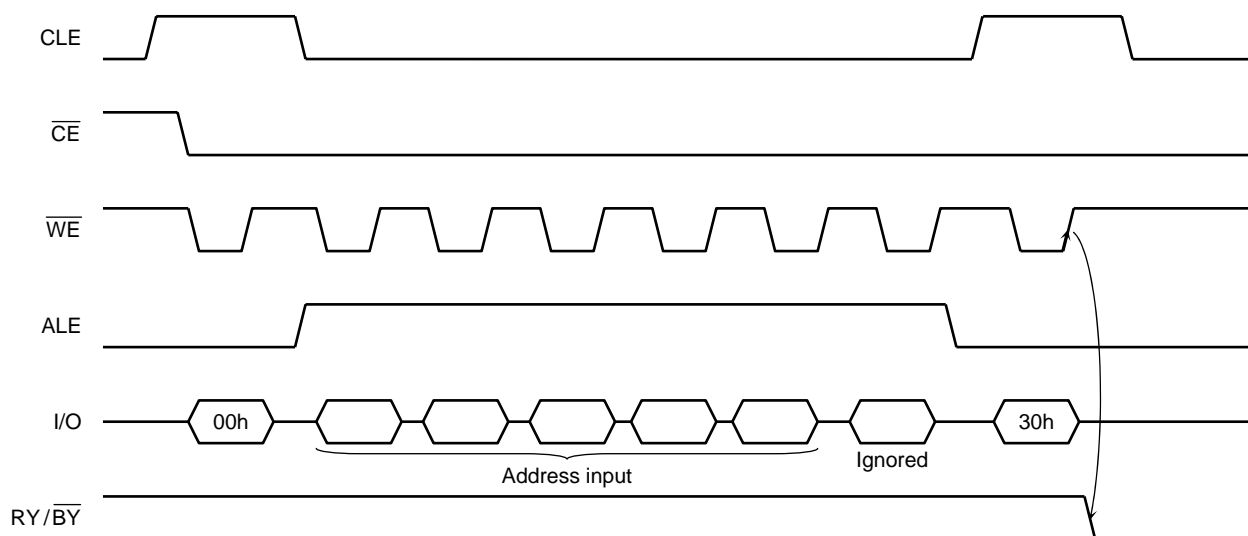 CLE
CE
WE
ALE
I/O 00h 30h
Address input Ignored
RY/BY